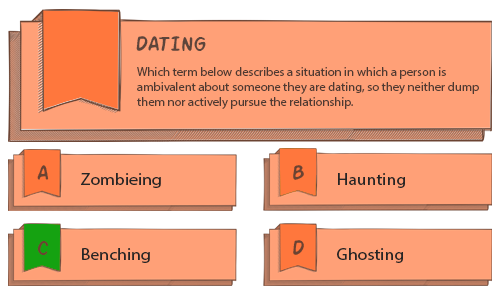 DATING
Which term below describes a situation in which a person is
ambivalent about someone they are dating, so they neither dump
them nor actively pursue the relationship.
A Zombieing
B Haunting
C Benching
D Ghosting